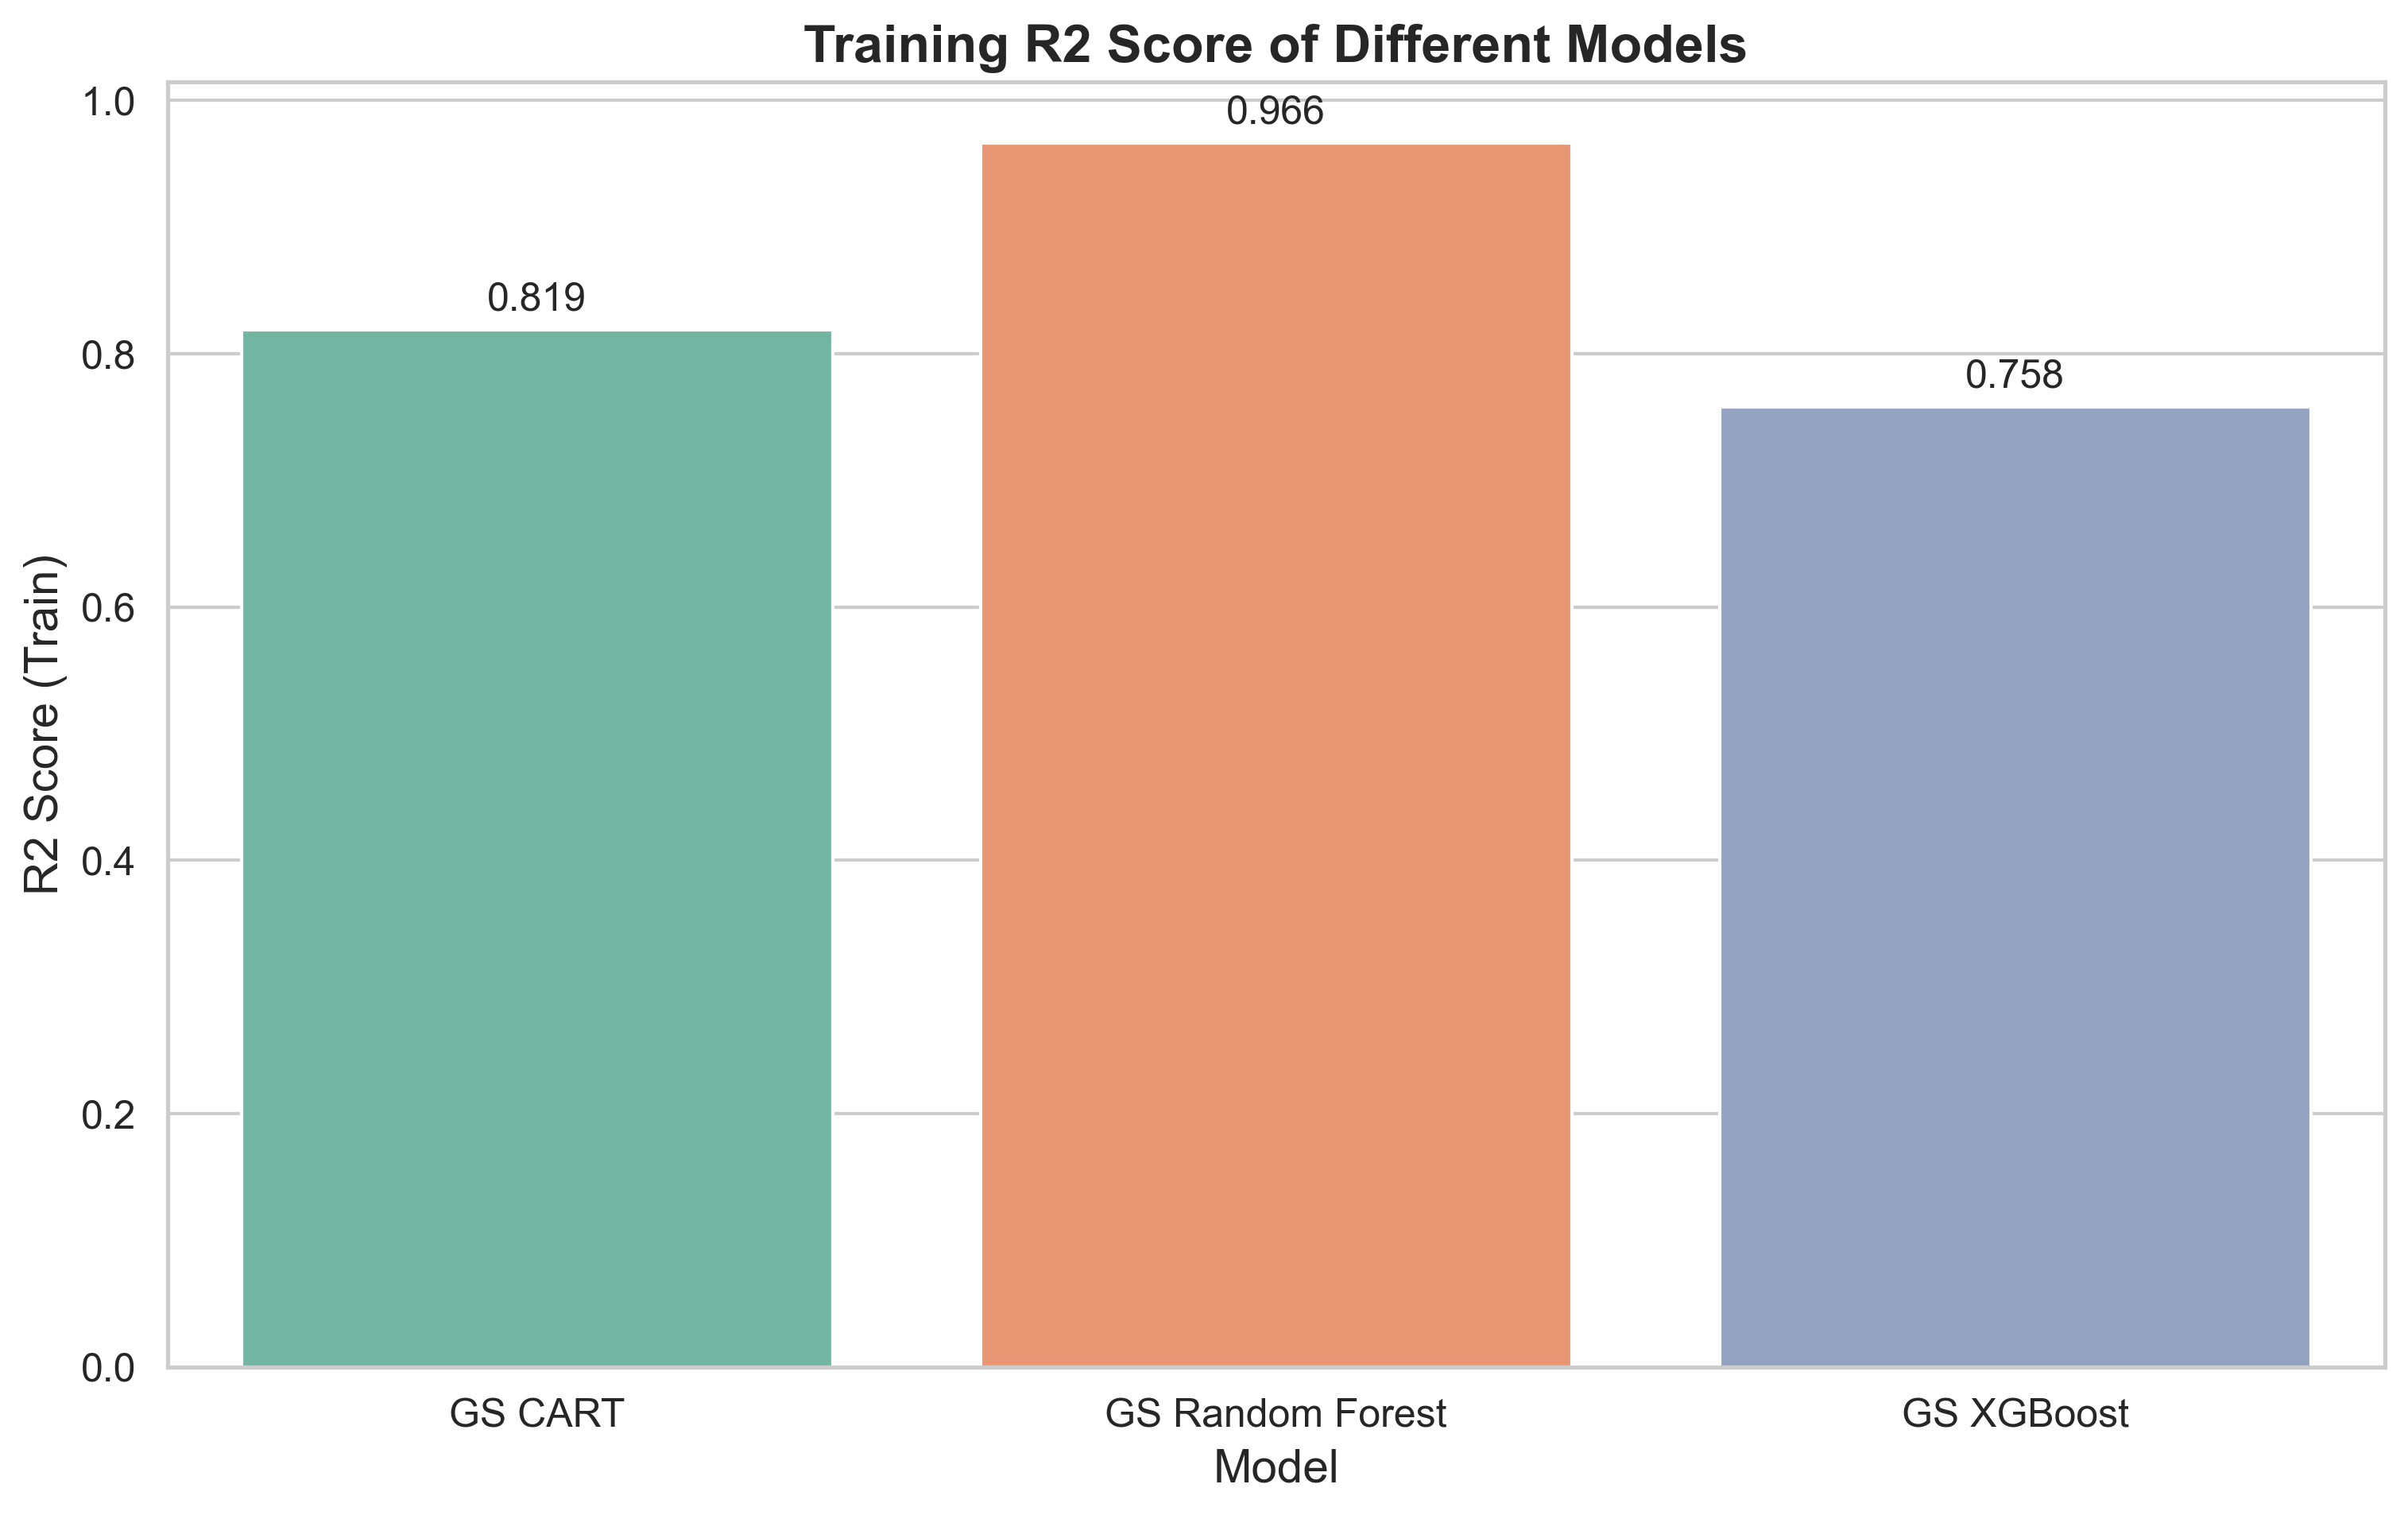 Training R2 Score of Different Models
R2 Score (Train)
1.0
0.8
0.6
0.4
0.2
0.0
0.819
0.966
0.758
GS CART
GS Random Forest
GS XGBoost
Model